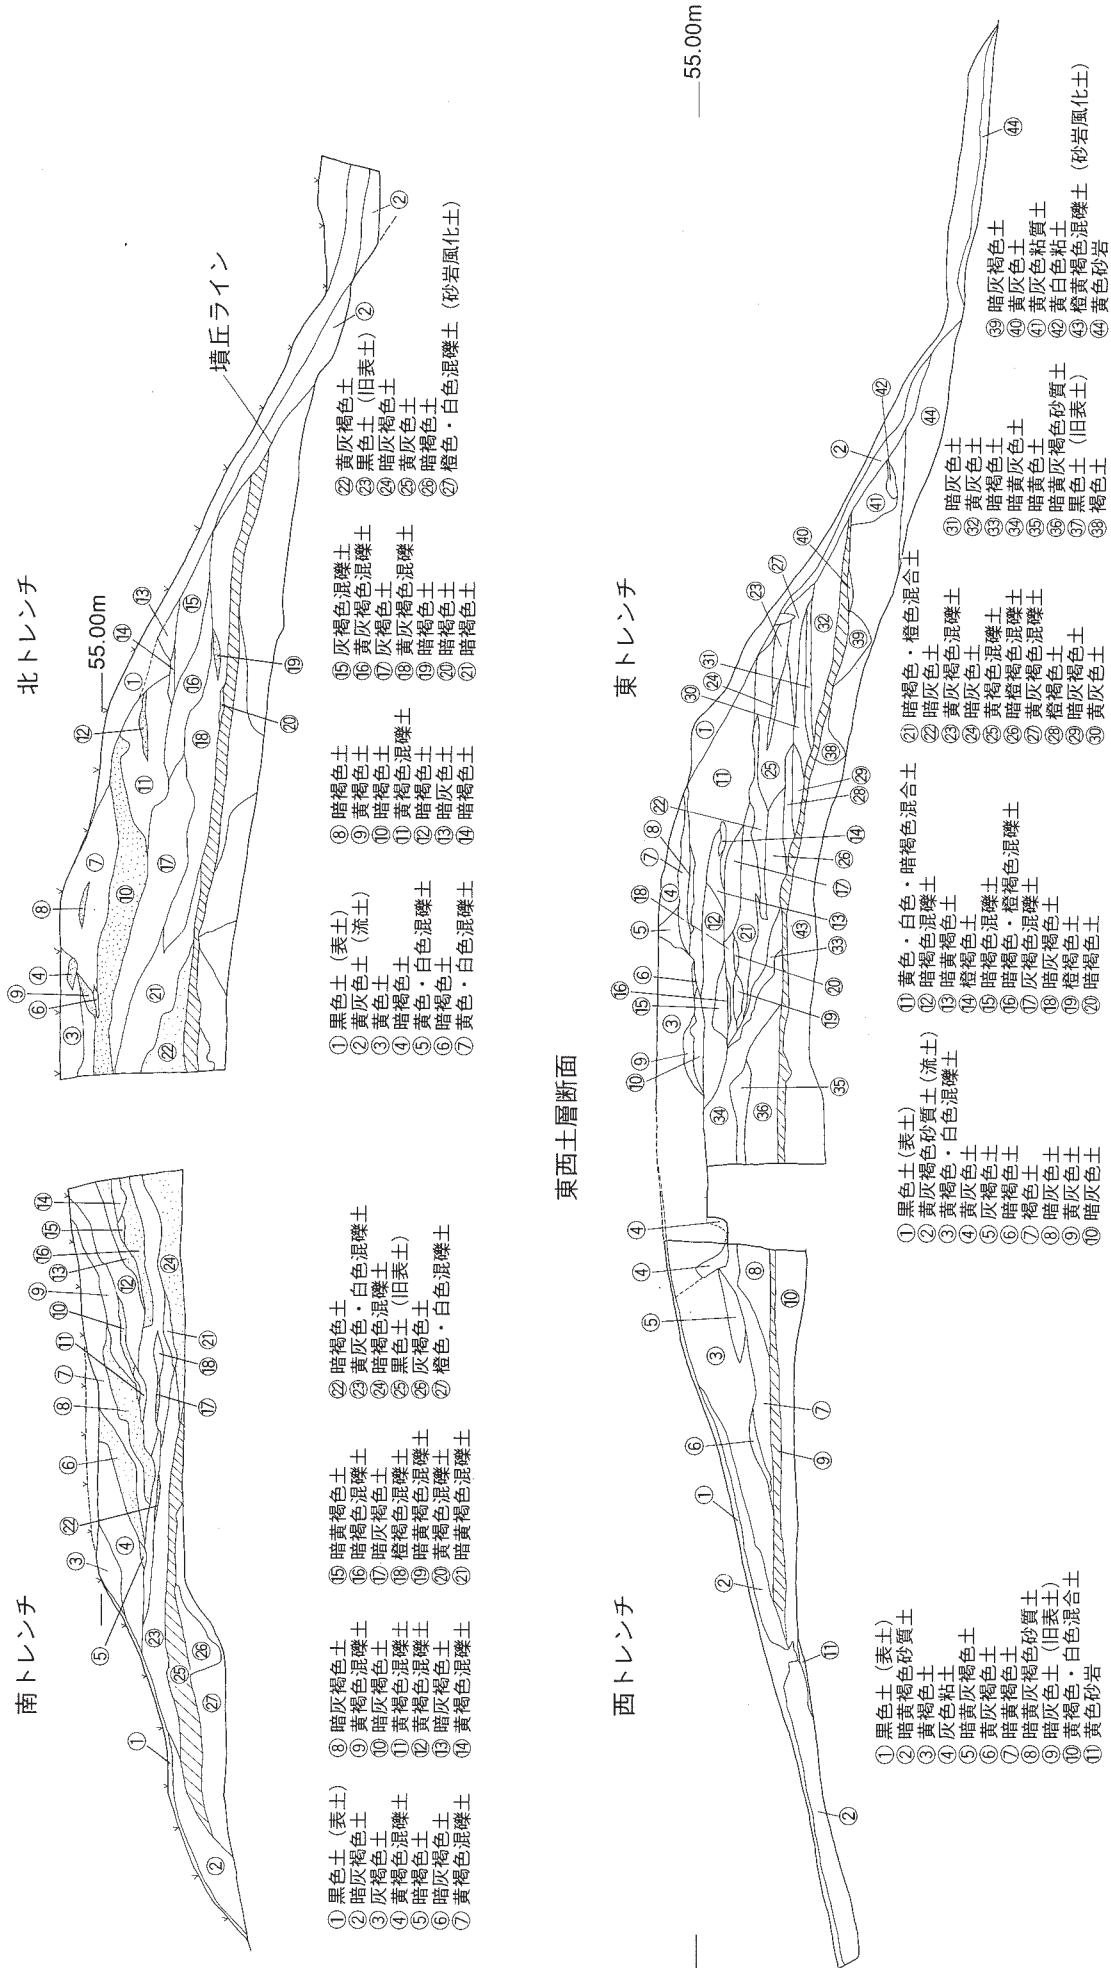 南トレンチ
北トレンチ
55.00m
墳丘ライン
① 黒色土（表土）
② 暗灰褐色土
③ 灰褐色土
④ 黄褐色混礫土
⑤ 暗褐色土
⑥ 暗灰褐色土
⑦ 黄褐色混礫土
⑧ 暗灰褐色土
⑨ 黄褐色混礫土
⑩ 暗灰褐色土
⑪ 黄褐色混礫土
⑫ 黄褐色混礫土
⑬ 暗灰褐色土
⑭ 黄褐色混礫土
⑮ 暗黄褐色土
⑯ 暗褐色混礫土
⑰ 暗灰褐色土
⑱ 橙褐色混礫土
⑲ 暗黄褐色混礫土
⑳ 黄褐色混礫土
㉑ 暗黄褐色混礫土
㉒ 暗褐色土
㉓ 黄灰色・白色混礫土
㉔ 暗褐色混礫土
㉕ 黒色土（旧表土）
㉖ 灰褐色土
㉗ 橙色・白色混礫土
① 黒色土（表土）
② 黄灰色土（流土）
③ 黄色土
④ 暗褐色土
⑤ 黄色・白色混礫土
⑥ 暗褐色土
⑦ 黄色・白色混礫土
⑧ 暗褐色土
⑨ 黄褐色土
⑩ 暗褐色土
⑪ 黄褐色混礫土
⑫ 暗褐色土
⑬ 暗灰色土
⑭ 暗褐色土
⑮ 灰褐色混礫土
⑯ 黄灰褐色混礫土
⑰ 灰褐色土
⑱ 黄灰褐色混礫土
⑲ 暗褐色土
⑳ 暗褐色土
㉑ 暗褐色土
㉒ 黄灰褐色土
㉓ 黒色土（旧表土）
㉔ 暗灰褐色土
㉕ 黄灰色土
㉖ 暗褐色土
㉗ 橙色・白色混礫土（砂岩風化土）
東西土層断面
西トレンチ
東トレンチ
55.00m
① 黒色土（表土）
② 暗黄褐色砂質土
③ 黄褐色土
④ 灰色粘土
⑤ 暗黄灰褐色土
⑥ 黄灰褐色土
⑦ 暗黄褐色土
⑧ 暗黄灰褐色砂質土
⑨ 暗灰色土（旧表土）
⑩ 黄褐色・白色混合土
⑪ 黄色砂岩
① 黒色土（表土）
② 黄灰褐色砂質土（流土）
③ 黄褐色・白色混礫土
④ 黄灰色土
⑤ 灰褐色土
⑥ 暗褐色土
⑦ 褐色土
⑧ 暗灰色土
⑨ 黄灰色土
⑩ 暗灰色土
⑪ 黄色・白色・暗褐色混合土
⑫ 暗褐色混礫土
⑬ 暗黄褐色土
⑭ 橙褐色土
⑮ 暗褐色混礫土
⑯ 暗褐色・橙褐色混礫土
⑰ 灰褐色混礫土
⑱ 暗灰褐色土
⑲ 橙褐色土
⑳ 暗褐色土
㉑ 暗褐色・橙色混合土
㉒ 暗灰色土
㉓ 黄灰褐色混礫土
㉔ 暗灰色土
㉕ 黄褐色混礫土
㉖ 暗橙褐色混礫土
㉗ 黄灰褐色混礫土
㉘ 橙褐色土
㉙ 暗灰褐色土
㉚ 黄灰色土
㉛ 暗灰色土
㉜ 黄灰色土
㉝ 暗褐色土
㉞ 暗黄灰色土
㉟ 暗黄色土
㊱ 暗黄灰褐色砂質土
㊲ 黒色土（旧表土）
㊳ 褐色土
㊴ 暗灰褐色土
㊵ 黄灰色土
㊶ 黄灰色粘質土
㊷ 黄白色粘土
㊸ 橙黄褐色混礫土（砂岩風化土）
㊹ 黄色砂岩